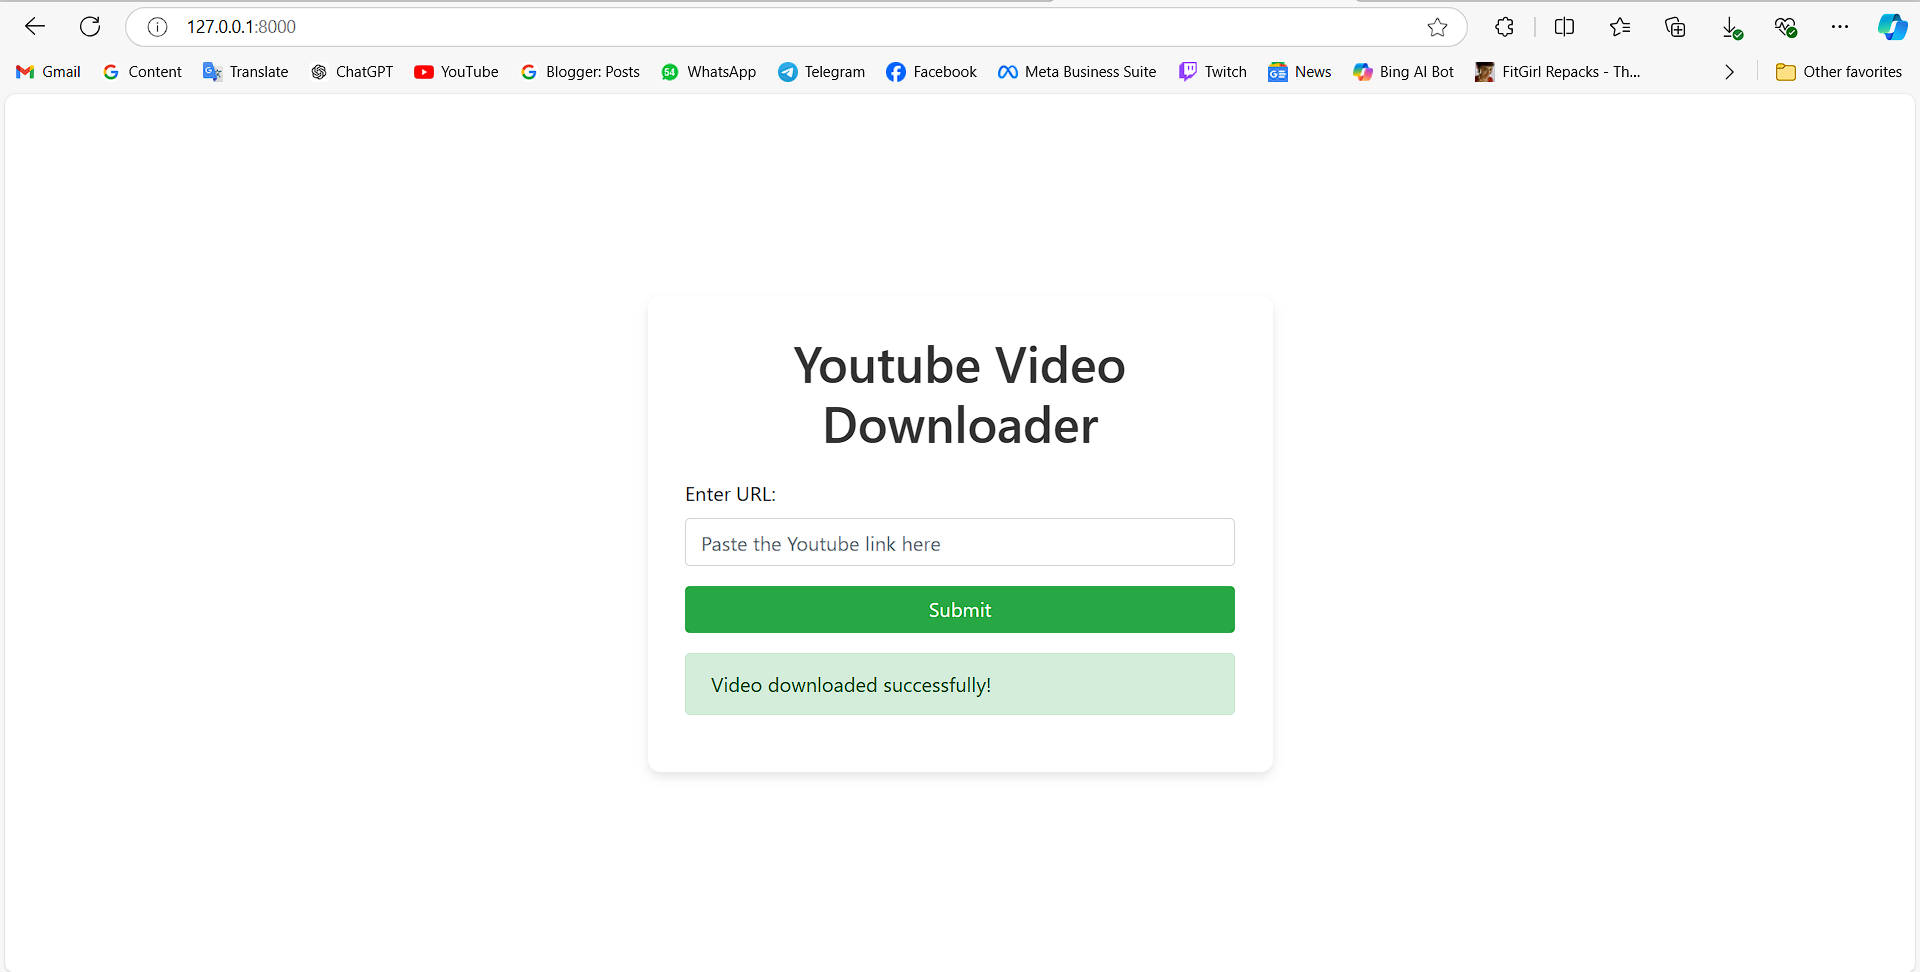 127.0.0.1:8000
Gmail Content Translate ChatGPT YouTube Blogger: Posts 54 WhatsApp Telegram Facebook Meta Business Suite Twitch GE News Bing AI Bot FitGirl Repacks - Th... Other favorites
Youtube Video
Downloader
Enter URL:
Paste the Youtube link here
Submit
Video downloaded successfully!